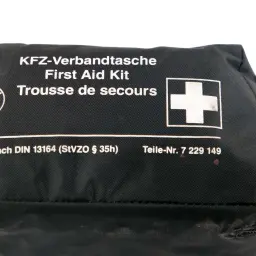 KFZ-Verbandtasche
First Aid Kit
Trousse de secours
DIN 13164 (StVZO § 35h) Teile-Nr. 7 229 149